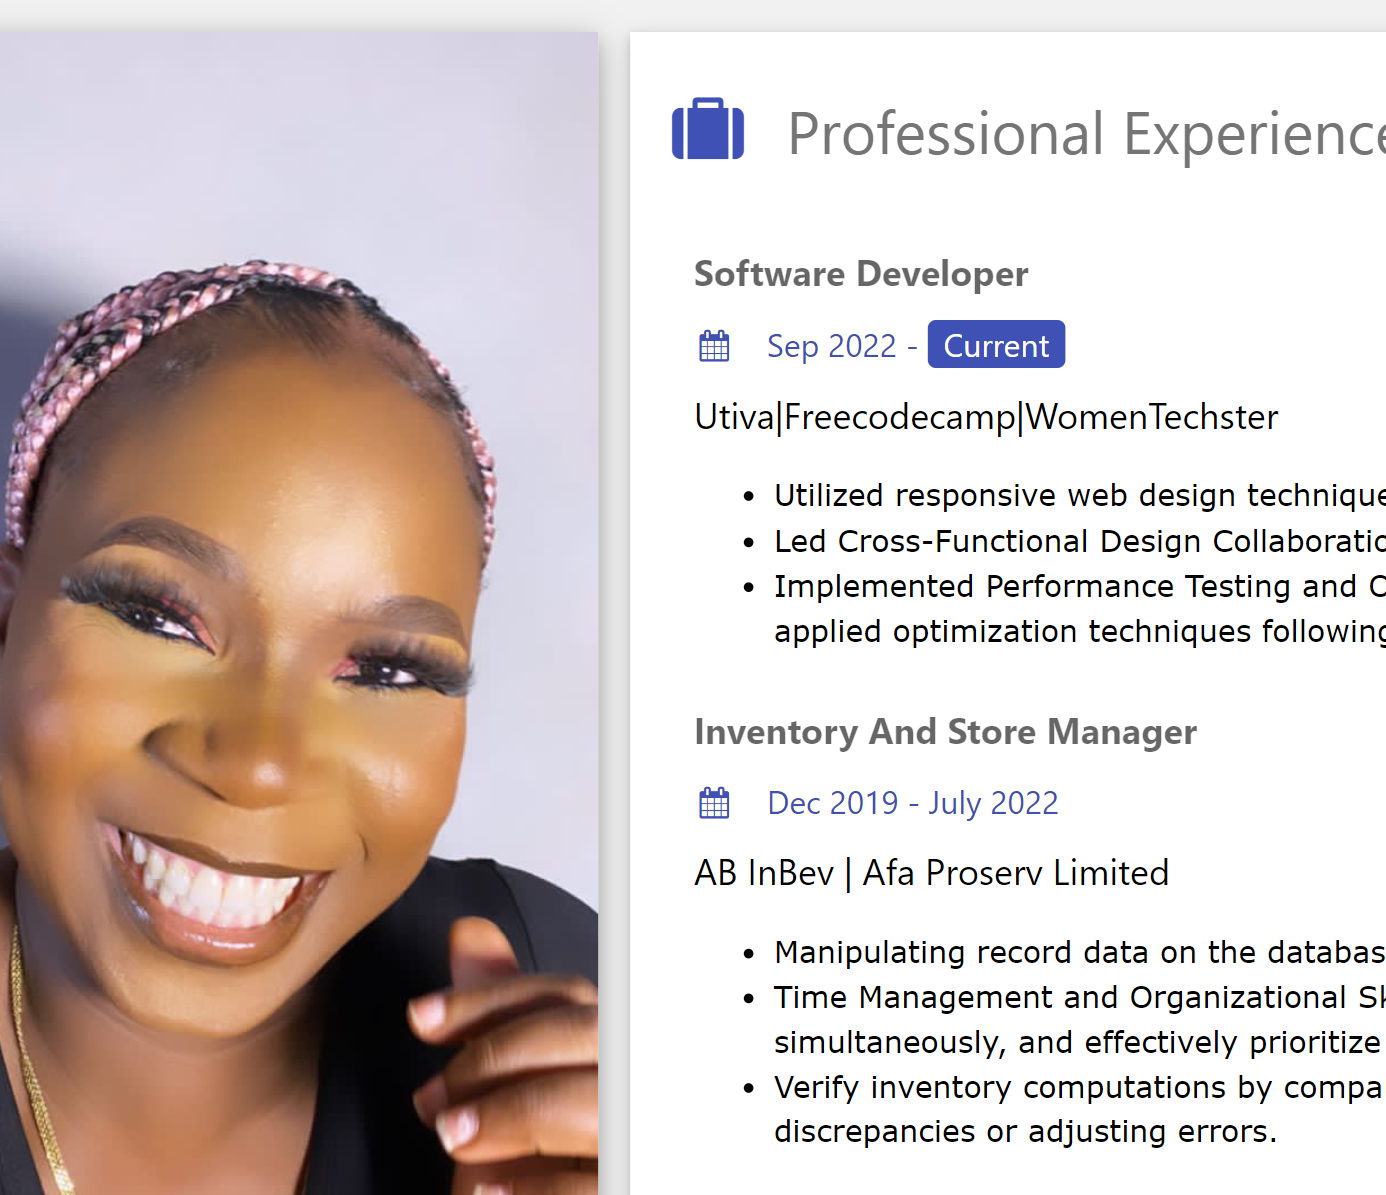 Professional Experience
Software Developer
Sep 2022 - Current
Utiva|Freecodecamp|WomenTechster
Utilized responsive web design technique
Led Cross-Functional Design Collaboratio
Implemented Performance Testing and O
applied optimization techniques following
Inventory And Store Manager
Dec 2019 - July 2022
AB InBev | Afa Proserv Limited
Manipulating record data on the databas
Time Management and Organizational Sk
simultaneously, and effectively prioritize
Verify inventory computations by compa
discrepancies or adjusting errors.